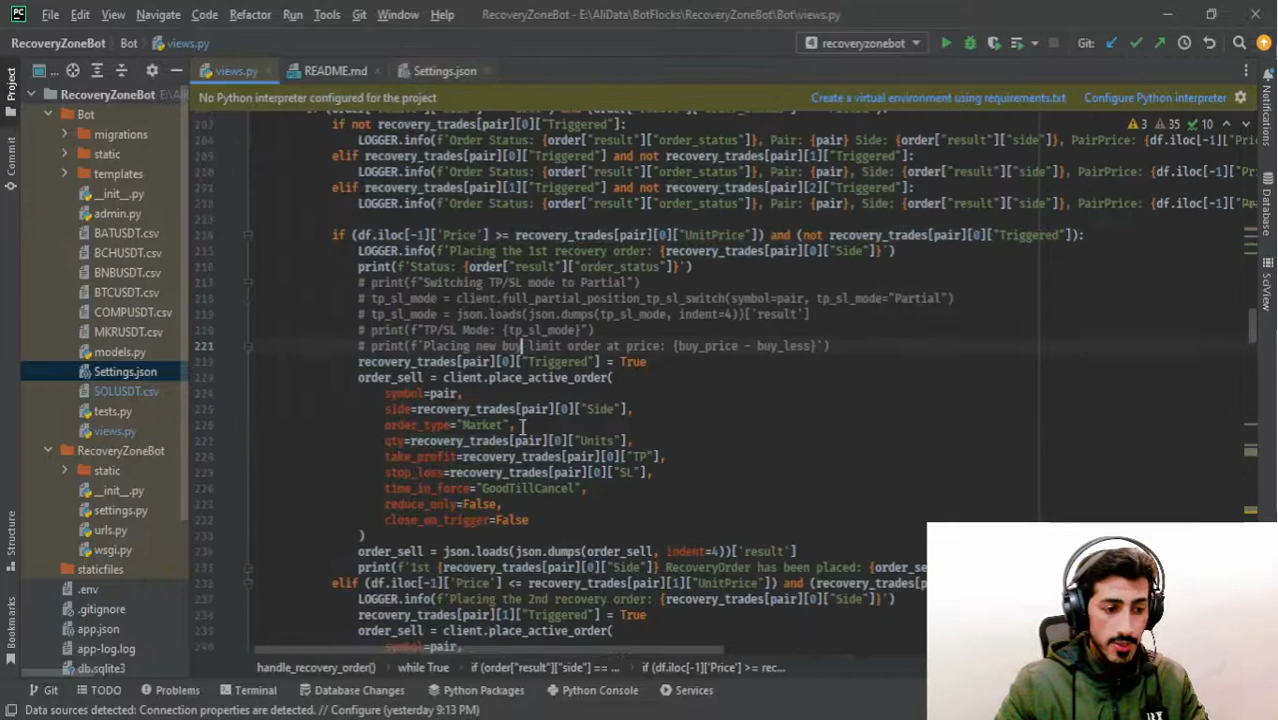 File Edit View Navigate Code Refactor Run Tools Git Window Help RecoveryZoneBot - E:\AliData\BotFlocks\RecoveryZoneBot\Bot\views.py
RecoveryZoneBot Bot views.py recoveryzonebot Git:
Project
views.py README.md Settings.json
RecoveryZoneBot
No Python interpreter configured for the project Create a virtual environment using requirements.txt Configure Python interpreter
Bot
migrations
static
templates
__init__.py
admin.py
BATUSDT.csv
BCHUSDT.csv
BNBUSDT.csv
BTCUSDT.csv
COMPUSDT.csv
MKRUSDT.csv
models.py
Settings.json
SOLUSDT.csv
tests.py
views.py
RecoveryZoneBot
static
__init__.py
settings.py
urls.py
wsgi.py
staticfiles
.env
.gitignore
app.json
app-log.log
db.sqlite3
3 35 10
if not recovery_trades[pair][0]["Triggered"]:
LOGGER.info(f'Order Status: {order["result"]["order_status"]}, Pair: {pair} Side: {order["result"]["side"]}, PairPrice: {df.iloc[-1]["Pri
elif recovery_trades[pair][0]["Triggered"] and not recovery_trades[pair][1]["Triggered"]:
LOGGER.info(f'Order Status: {order["result"]["order_status"]}, Pair: {pair}, Side: {order["result"]["side"]}, PairPrice: {df.iloc[-1]["Pr
elif recovery_trades[pair][1]["Triggered"] and not recovery_trades[pair][2]["Triggered"]:
LOGGER.info(f'Order Status: {order["result"]["order_status"]}, Pair: {pair}, Side: {order["result"]["side"]}, PairPrice: {df.iloc[-1]["Pr
if (df.iloc[-1]['Price'] >= recovery_trades[pair][0]["UnitPrice"]) and (not recovery_trades[pair][0]["Triggered"]):
LOGGER.info(f'Placing the 1st recovery order: {recovery_trades[pair][0]["Side"]}')
print(f'Status: {order["result"]["order_status"]}')
# print(f"Switching TP/SL mode to Partial")
# tp_sl_mode = client.full_partial_position_tp_sl_switch(symbol=pair, tp_sl_mode="Partial")
# tp_sl_mode = json.loads(json.dumps(tp_sl_mode, indent=4))['result']
# print(f"TP/SL Mode: {tp_sl_mode}")
221 # print(f'Placing new buy limit order at price: {buy_price - buy_less}')
recovery_trades[pair][0]["Triggered"] = True
order_sell = client.place_active_order(
symbol=pair,
side=recovery_trades[pair][0]["Side"],
order_type="Market",
qty=recovery_trades[pair][0]["Units"],
take_profit=recovery_trades[pair][0]["TP"],
stop_loss=recovery_trades[pair][0]["SL"],
time_in_force="GoodTillCancel",
reduce_only=False,
close_on_trigger=False
)
order_sell = json.loads(json.dumps(order_sell, indent=4))['result']
print(f'1st {recovery_trades[pair][0]["Side"]} RecoveryOrder has been placed: {order_se
elif (df.iloc[-1]['Price'] <= recovery_trades[pair][1]["UnitPrice"]) and (recovery_trades[p
LOGGER.info(f'Placing the 2nd recovery order: {recovery_trades[pair][1]["Side"]}')
recovery_trades[pair][1]["Triggered"] = True
order_sell = client.place_active_order(
symbol=pair,
handle_recovery_order() while True if (order["result"]["side"] == ... if (df.iloc[-1]['Price'] >= rec...
Commit
Structure
Bookmarks
Notifications
Database
SciView
Git TODO Problems Terminal Database Changes Python Packages Python Console Services
Data sources detected: Connection properties are detected. // Configure (yesterday 9:13 PM)